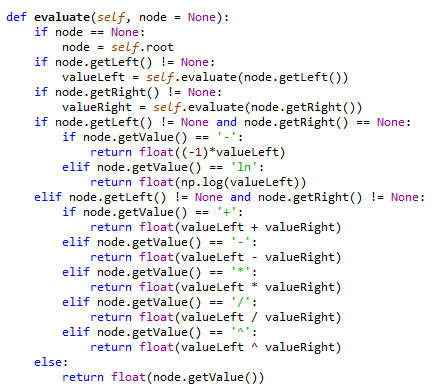 def evaluate(self, node = None):
    if node == None:
        node = self.root
    if node.getLeft() != None:
        valueLeft = self.evaluate(node.getLeft())
    if node.getRight() != None:
        valueRight = self.evaluate(node.getRight())
    if node.getLeft() != None and node.getRight() == None:
        if node.getValue() == '-':
            return float((-1)*valueLeft)
        elif node.getValue() == 'ln':
            return float(np.log(valueLeft))
    elif node.getLeft() != None and node.getRight() != None:
        if node.getValue() == '+':
            return float(valueLeft + valueRight)
        elif node.getValue() == '-':
            return float(valueLeft - valueRight)
        elif node.getValue() == '*':
            return float(valueLeft * valueRight)
        elif node.getValue() == '/':
            return float(valueLeft / valueRight)
        elif node.getValue() == '^':
            return float(valueLeft ^ valueRight)
    else:
        return float(node.getValue())